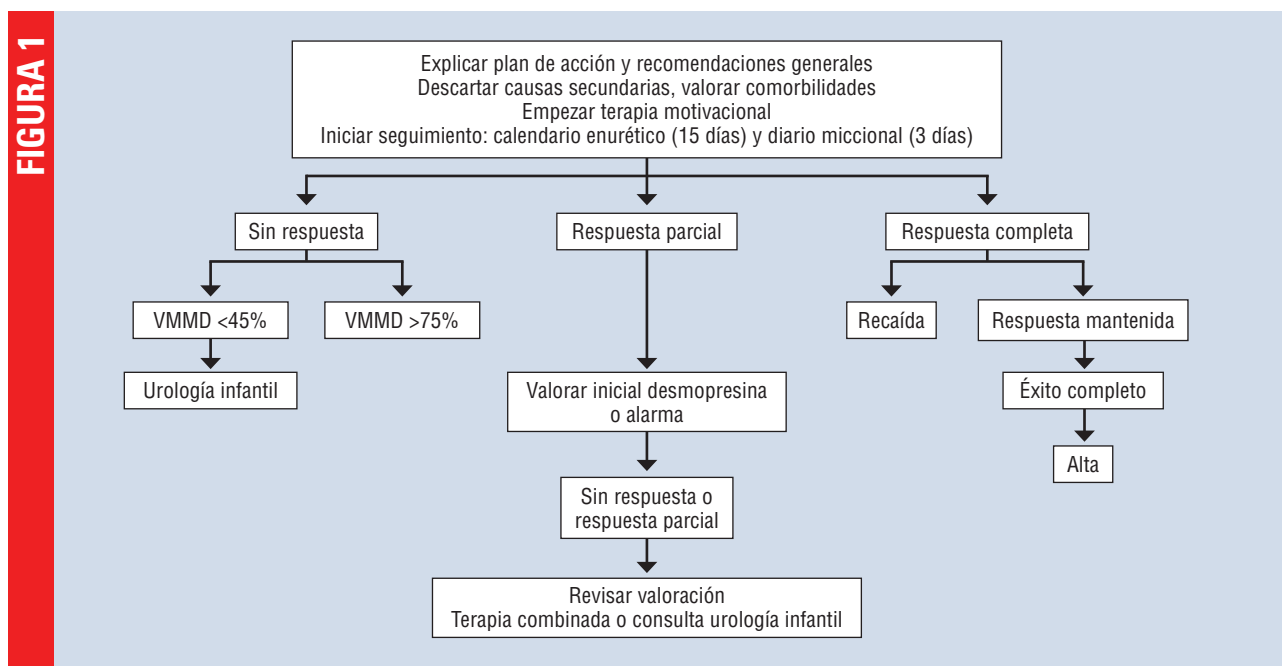 FIGURA 1
Explicar plan de acción y recomendaciones generales
Descartar causas secundarias, valorar comorbilidades
Empezar terapia motivacional
Iniciar seguimiento: calendario enurético (15 días) y diario miccional (3 días)
Sin respuesta
Respuesta parcial
Respuesta completa
VMMD <45%
VMMD >75%
Recaída
Respuesta mantenida
Urología infantil
Valorar inicial desmopresina
o alarma
Éxito completo
Alta
Sin respuesta o
respuesta parcial
Revisar valoración
Terapia combinada o consulta urología infantil